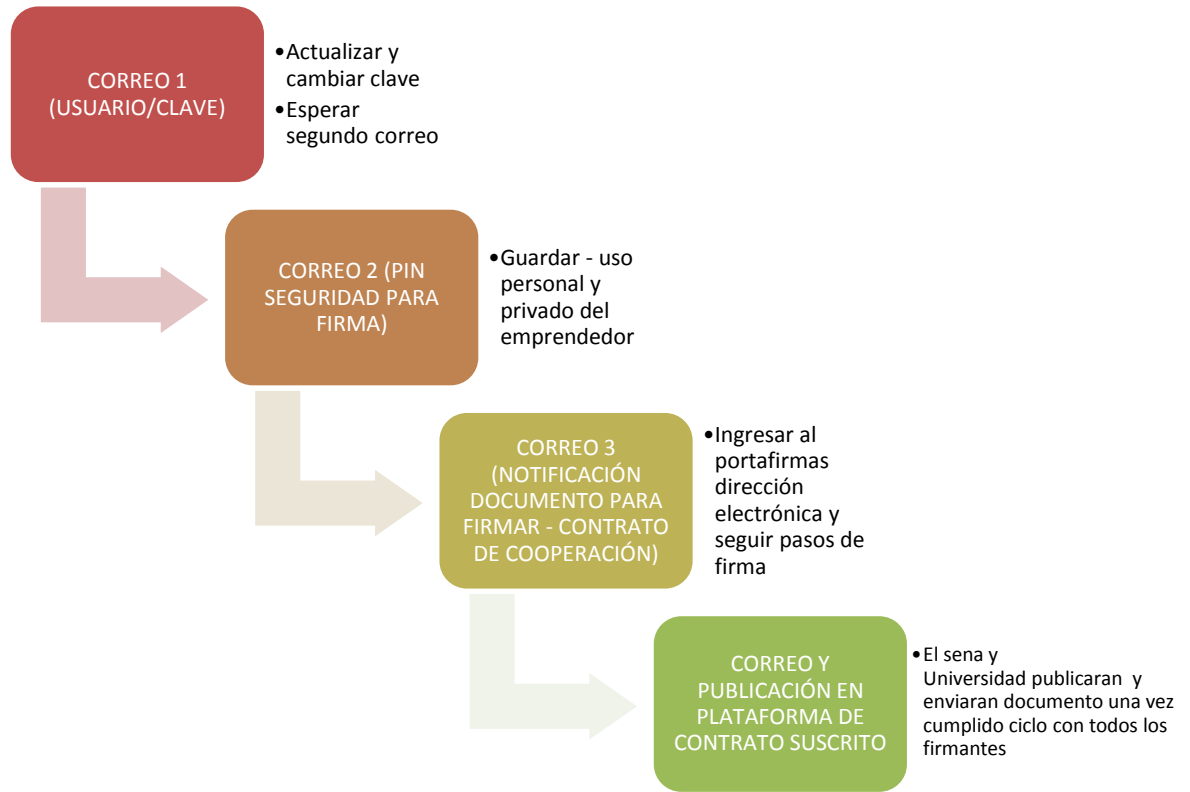 CORREO 1
(USUARIO/CLAVE)
•Actualizar y
cambiar clave
•Esperar
segundo correo
CORREO 2 (PIN
SEGURIDAD PARA
FIRMA)
•Guardar - uso
personal y
privado del
emprendedor
CORREO 3
(NOTIFICACIÓN
DOCUMENTO PARA
FIRMAR - CONTRATO
DE COOPERACIÓN)
•Ingresar al
portafirmas
dirección
electrónica y
seguir pasos de
firma
CORREO Y
PUBLICACIÓN EN
PLATAFORMA DE
CONTRATO SUSCRITO
•El sena y
Universidad publicaran y
enviaran documento una vez
cumplido ciclo con todos los
firmantes